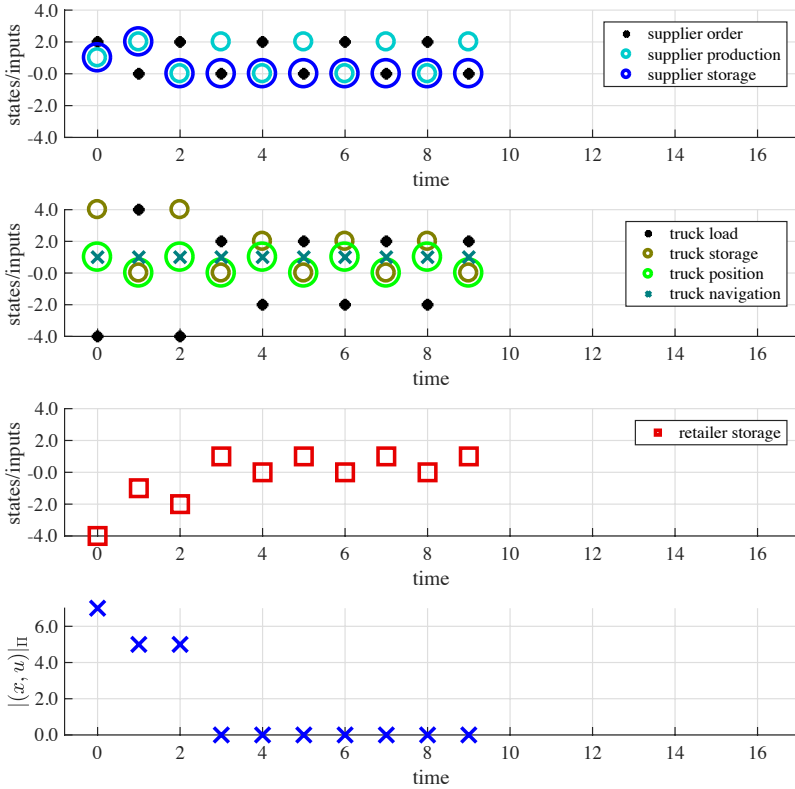 states/inputs
4.0
2.0
-0.0
-2.0
-4.0
supplier order
supplier production
supplier storage
0 2 4 6 8 10 12 14 16
time
states/inputs
4.0
2.0
-0.0
-2.0
-4.0
truck load
truck storage
truck position
truck navigation
0 2 4 6 8 10 12 14 16
time
states/inputs
4.0
2.0
-0.0
-2.0
-4.0
retailer storage
0 2 4 6 8 10 12 14 16
time
|(x, u)|_Π
6.0
4.0
2.0
0.0
0 2 4 6 8 10 12 14 16
time